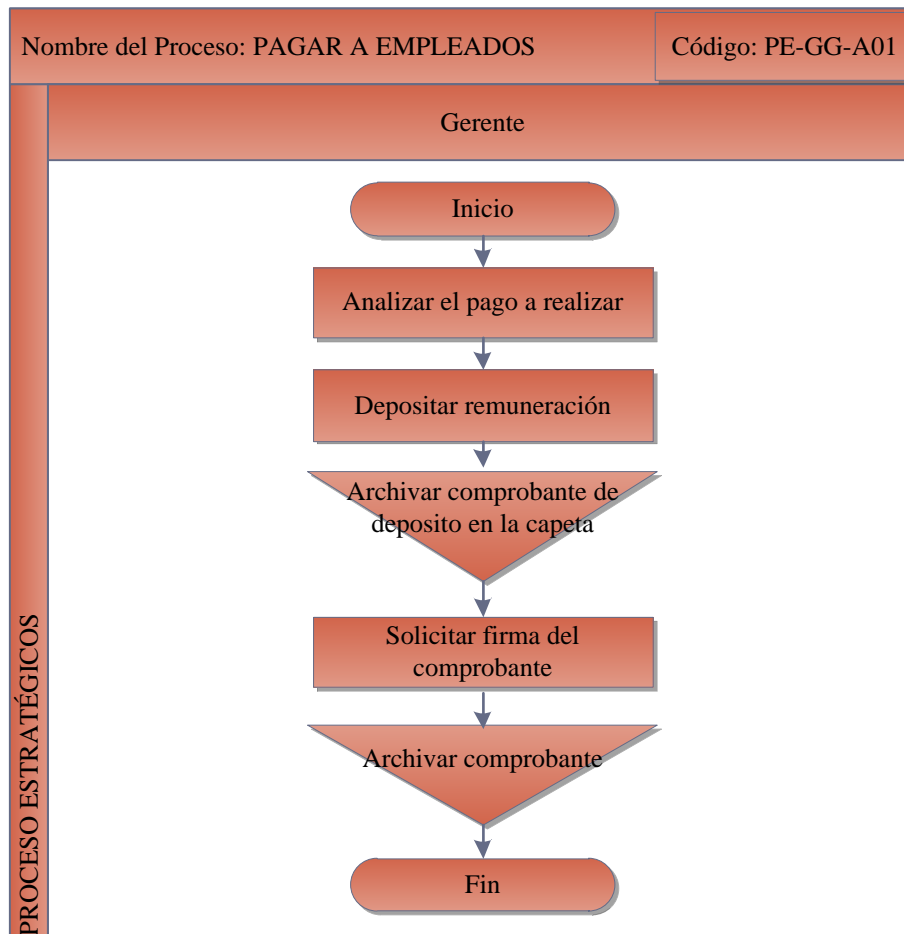 Nombre del Proceso: PAGAR A EMPLEADOS
Código: PE-GG-A01
Gerente
PROCESO ESTRATÉGICOS
Inicio
Analizar el pago a realizar
Depositar remuneración
Archivar comprobante de
deposito en la capeta
Solicitar firma del
comprobante
Archivar comprobante
Fin